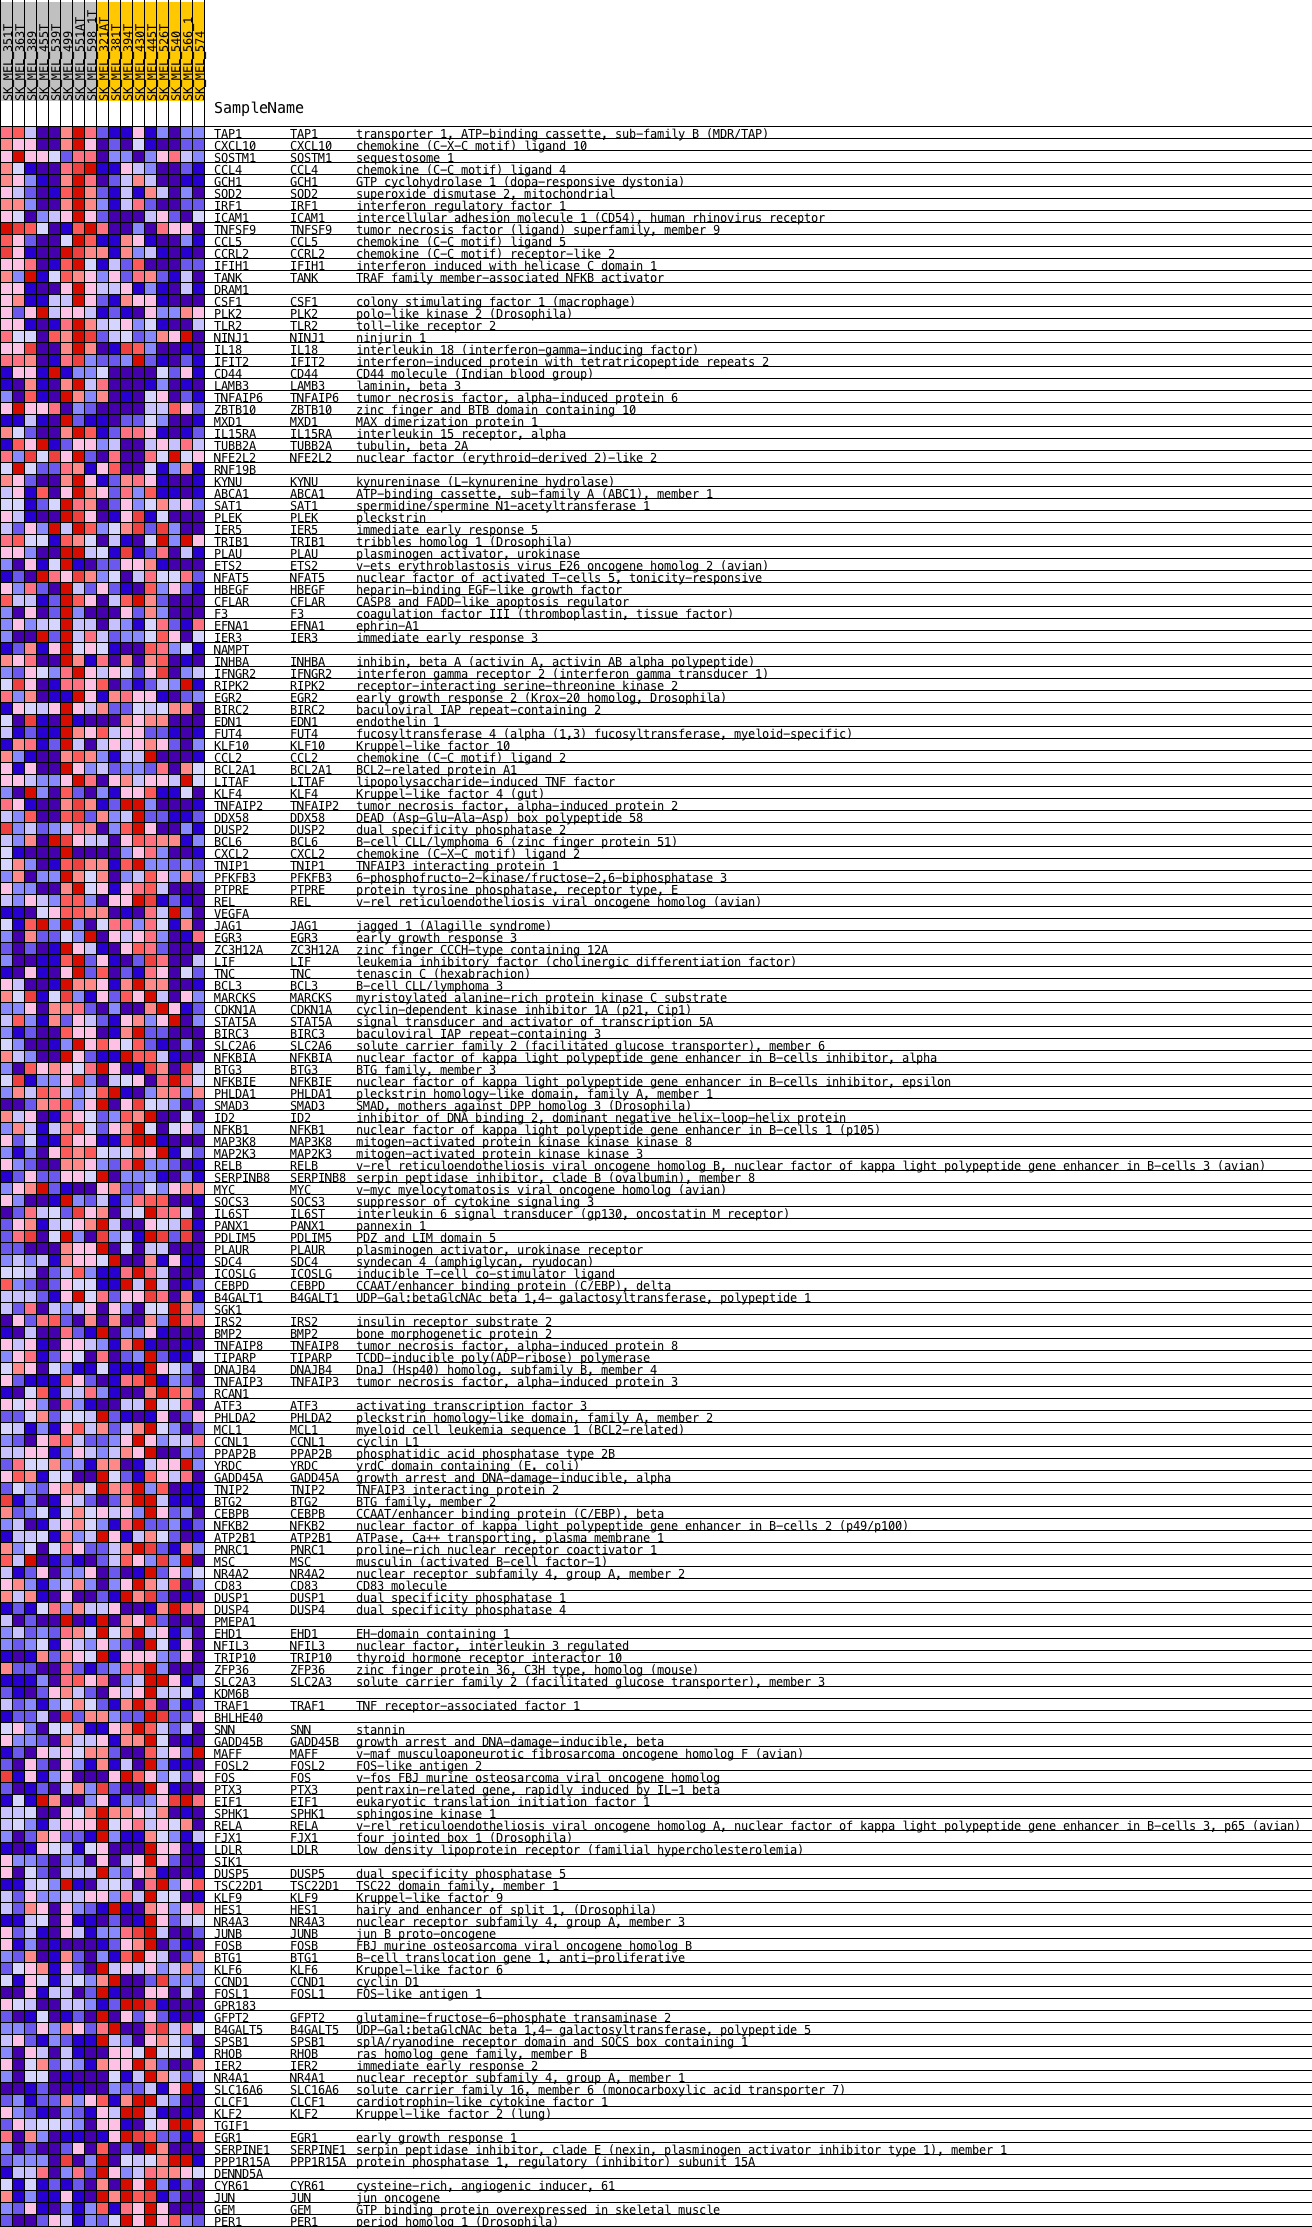 SK_MEL_351T
SK_MEL_363T
SK_MEL_389
SK_MEL_455T
SK_MEL_539T
SK_MEL_499
SK_MEL_551AT
SK_MEL_598_1T
SK_MEL_321AT
SK_MEL_381T
SK_MEL_394T
SK_MEL_430T
SK_MEL_445T
SK_MEL_526T
SK_MEL_540
SK_MEL_566_1
SK_MEL_574
SampleName
TAP1 TAP1 transporter 1, ATP-binding cassette, sub-family B (MDR/TAP)
CXCL10 CXCL10 chemokine (C-X-C motif) ligand 10
SQSTM1 SQSTM1 sequestosome 1
CCL4 CCL4 chemokine (C-C motif) ligand 4
GCH1 GCH1 GTP cyclohydrolase 1 (dopa-responsive dystonia)
SOD2 SOD2 superoxide dismutase 2, mitochondrial
IRF1 IRF1 interferon regulatory factor 1
ICAM1 ICAM1 intercellular adhesion molecule 1 (CD54), human rhinovirus receptor
TNFSF9 TNFSF9 tumor necrosis factor (ligand) superfamily, member 9
CCL5 CCL5 chemokine (C-C motif) ligand 5
CCRL2 CCRL2 chemokine (C-C motif) receptor-like 2
IFIH1 IFIH1 interferon induced with helicase C domain 1
TANK TANK TRAF family member-associated NFKB activator
DRAM1
CSF1 CSF1 colony stimulating factor 1 (macrophage)
PLK2 PLK2 polo-like kinase 2 (Drosophila)
TLR2 TLR2 toll-like receptor 2
NINJ1 NINJ1 ninjurin 1
IL18 IL18 interleukin 18 (interferon-gamma-inducing factor)
IFIT2 IFIT2 interferon-induced protein with tetratricopeptide repeats 2
CD44 CD44 CD44 molecule (Indian blood group)
LAMB3 LAMB3 laminin, beta 3
TNFAIP6 TNFAIP6 tumor necrosis factor, alpha-induced protein 6
ZBTB10 ZBTB10 zinc finger and BTB domain containing 10
MXD1 MXD1 MAX dimerization protein 1
IL15RA IL15RA interleukin 15 receptor, alpha
TUBB2A TUBB2A tubulin, beta 2A
NFE2L2 NFE2L2 nuclear factor (erythroid-derived 2)-like 2
RNF19B
KYNU KYNU kynureninase (L-kynurenine hydrolase)
ABCA1 ABCA1 ATP-binding cassette, sub-family A (ABC1), member 1
SAT1 SAT1 spermidine/spermine N1-acetyltransferase 1
PLEK PLEK pleckstrin
IER5 IER5 immediate early response 5
TRIB1 TRIB1 tribbles homolog 1 (Drosophila)
PLAU PLAU plasminogen activator, urokinase
ETS2 ETS2 v-ets erythroblastosis virus E26 oncogene homolog 2 (avian)
NFAT5 NFAT5 nuclear factor of activated T-cells 5, tonicity-responsive
HBEGF HBEGF heparin-binding EGF-like growth factor
CFLAR CFLAR CASP8 and FADD-like apoptosis regulator
F3 F3 coagulation factor III (thromboplastin, tissue factor)
EFNA1 EFNA1 ephrin-A1
IER3 IER3 immediate early response 3
NAMPT
INHBA INHBA inhibin, beta A (activin A, activin AB alpha polypeptide)
IFNGR2 IFNGR2 interferon gamma receptor 2 (interferon gamma transducer 1)
RIPK2 RIPK2 receptor-interacting serine-threonine kinase 2
EGR2 EGR2 early growth response 2 (Krox-20 homolog, Drosophila)
BIRC2 BIRC2 baculoviral IAP repeat-containing 2
EDN1 EDN1 endothelin 1
FUT4 FUT4 fucosyltransferase 4 (alpha (1,3) fucosyltransferase, myeloid-specific)
KLF10 KLF10 Kruppel-like factor 10
CCL2 CCL2 chemokine (C-C motif) ligand 2
BCL2A1 BCL2A1 BCL2-related protein A1
LITAF LITAF lipopolysaccharide-induced TNF factor
KLF4 KLF4 Kruppel-like factor 4 (gut)
TNFAIP2 TNFAIP2 tumor necrosis factor, alpha-induced protein 2
DDX58 DDX58 DEAD (Asp-Glu-Ala-Asp) box polypeptide 58
DUSP2 DUSP2 dual specificity phosphatase 2
BCL6 BCL6 B-cell CLL/lymphoma 6 (zinc finger protein 51)
CXCL2 CXCL2 chemokine (C-X-C motif) ligand 2
TNIP1 TNIP1 TNFAIP3 interacting protein 1
PFKFB3 PFKFB3 6-phosphofructo-2-kinase/fructose-2,6-biphosphatase 3
PTPRE PTPRE protein tyrosine phosphatase, receptor type, E
REL REL v-rel reticuloendotheliosis viral oncogene homolog (avian)
VEGFA
JAG1 JAG1 jagged 1 (Alagille syndrome)
EGR3 EGR3 early growth response 3
ZC3H12A ZC3H12A zinc finger CCCH-type containing 12A
LIF LIF leukemia inhibitory factor (cholinergic differentiation factor)
TNC TNC tenascin C (hexabrachion)
BCL3 BCL3 B-cell CLL/lymphoma 3
MARCKS MARCKS myristoylated alanine-rich protein kinase C substrate
CDKN1A CDKN1A cyclin-dependent kinase inhibitor 1A (p21, Cip1)
STAT5A STAT5A signal transducer and activator of transcription 5A
BIRC3 BIRC3 baculoviral IAP repeat-containing 3
SLC2A6 SLC2A6 solute carrier family 2 (facilitated glucose transporter), member 6
NFKBIA NFKBIA nuclear factor of kappa light polypeptide gene enhancer in B-cells inhibitor, alpha
BTG3 BTG3 BTG family, member 3
NFKBIE NFKBIE nuclear factor of kappa light polypeptide gene enhancer in B-cells inhibitor, epsilon
PHLDA1 PHLDA1 pleckstrin homology-like domain, family A, member 1
SMAD3 SMAD3 SMAD, mothers against DPP homolog 3 (Drosophila)
ID2 ID2 inhibitor of DNA binding 2, dominant negative helix-loop-helix protein
NFKB1 NFKB1 nuclear factor of kappa light polypeptide gene enhancer in B-cells 1 (p105)
MAP3K8 MAP3K8 mitogen-activated protein kinase kinase kinase 8
MAP2K3 MAP2K3 mitogen-activated protein kinase kinase 3
RELB RELB v-rel reticuloendotheliosis viral oncogene homolog B, nuclear factor of kappa light polypeptide gene enhancer in B-cells 3 (avian)
SERPINB8 SERPINB8 serpin peptidase inhibitor, clade B (ovalbumin), member 8
MYC MYC v-myc myelocytomatosis viral oncogene homolog (avian)
SOCS3 SOCS3 suppressor of cytokine signaling 3
IL6ST IL6ST interleukin 6 signal transducer (gp130, oncostatin M receptor)
PANX1 PANX1 pannexin 1
PDLIM5 PDLIM5 PDZ and LIM domain 5
PLAUR PLAUR plasminogen activator, urokinase receptor
SDC4 SDC4 syndecan 4 (amphiglycan, ryudocan)
ICOSLG ICOSLG inducible T-cell co-stimulator ligand
CEBPD CEBPD CCAAT/enhancer binding protein (C/EBP), delta
B4GALT1 B4GALT1 UDP-Gal:betaGlcNAc beta 1,4- galactosyltransferase, polypeptide 1
SGK1
IRS2 IRS2 insulin receptor substrate 2
BMP2 BMP2 bone morphogenetic protein 2
TNFAIP8 TNFAIP8 tumor necrosis factor, alpha-induced protein 8
TIPARP TIPARP TCDD-inducible poly(ADP-ribose) polymerase
DNAJB4 DNAJB4 DnaJ (Hsp40) homolog, subfamily B, member 4
TNFAIP3 TNFAIP3 tumor necrosis factor, alpha-induced protein 3
RCAN1
ATF3 ATF3 activating transcription factor 3
PHLDA2 PHLDA2 pleckstrin homology-like domain, family A, member 2
MCL1 MCL1 myeloid cell leukemia sequence 1 (BCL2-related)
CCNL1 CCNL1 cyclin L1
PPAP2B PPAP2B phosphatidic acid phosphatase type 2B
YRDC YRDC yrdC domain containing (E. coli)
GADD45A GADD45A growth arrest and DNA-damage-inducible, alpha
TNIP2 TNIP2 TNFAIP3 interacting protein 2
BTG2 BTG2 BTG family, member 2
CEBPB CEBPB CCAAT/enhancer binding protein (C/EBP), beta
NFKB2 NFKB2 nuclear factor of kappa light polypeptide gene enhancer in B-cells 2 (p49/p100)
ATP2B1 ATP2B1 ATPase, Ca++ transporting, plasma membrane 1
PNRC1 PNRC1 proline-rich nuclear receptor coactivator 1
MSC MSC musculin (activated B-cell factor-1)
NR4A2 NR4A2 nuclear receptor subfamily 4, group A, member 2
CD83 CD83 CD83 molecule
DUSP1 DUSP1 dual specificity phosphatase 1
DUSP4 DUSP4 dual specificity phosphatase 4
PMEPA1
EHD1 EHD1 EH-domain containing 1
NFIL3 NFIL3 nuclear factor, interleukin 3 regulated
TRIP10 TRIP10 thyroid hormone receptor interactor 10
ZFP36 ZFP36 zinc finger protein 36, C3H type, homolog (mouse)
SLC2A3 SLC2A3 solute carrier family 2 (facilitated glucose transporter), member 3
KDM6B
TRAF1 TRAF1 TNF receptor-associated factor 1
BHLHE40
SNN SNN stannin
GADD45B GADD45B growth arrest and DNA-damage-inducible, beta
MAFF MAFF v-maf musculoaponeurotic fibrosarcoma oncogene homolog F (avian)
FOSL2 FOSL2 FOS-like antigen 2
FOS FOS v-fos FBJ murine osteosarcoma viral oncogene homolog
PTX3 PTX3 pentraxin-related gene, rapidly induced by IL-1 beta
EIF1 EIF1 eukaryotic translation initiation factor 1
SPHK1 SPHK1 sphingosine kinase 1
RELA RELA v-rel reticuloendotheliosis viral oncogene homolog A, nuclear factor of kappa light polypeptide gene enhancer in B-cells 3, p65 (avian)
FJX1 FJX1 four jointed box 1 (Drosophila)
LDLR LDLR low density lipoprotein receptor (familial hypercholesterolemia)
SIK1
DUSP5 DUSP5 dual specificity phosphatase 5
TSC22D1 TSC22D1 TSC22 domain family, member 1
KLF9 KLF9 Kruppel-like factor 9
HES1 HES1 hairy and enhancer of split 1, (Drosophila)
NR4A3 NR4A3 nuclear receptor subfamily 4, group A, member 3
JUNB JUNB jun B proto-oncogene
FOSB FOSB FBJ murine osteosarcoma viral oncogene homolog B
BTG1 BTG1 B-cell translocation gene 1, anti-proliferative
KLF6 KLF6 Kruppel-like factor 6
CCND1 CCND1 cyclin D1
FOSL1 FOSL1 FOS-like antigen 1
GPR183
GFPT2 GFPT2 glutamine-fructose-6-phosphate transaminase 2
B4GALT5 B4GALT5 UDP-Gal:betaGlcNAc beta 1,4- galactosyltransferase, polypeptide 5
SPSB1 SPSB1 splA/ryanodine receptor domain and SOCS box containing 1
RHOB RHOB ras homolog gene family, member B
IER2 IER2 immediate early response 2
NR4A1 NR4A1 nuclear receptor subfamily 4, group A, member 1
SLC16A6 SLC16A6 solute carrier family 16, member 6 (monocarboxylic acid transporter 7)
CLCF1 CLCF1 cardiotrophin-like cytokine factor 1
KLF2 KLF2 Kruppel-like factor 2 (lung)
TGIF1
EGR1 EGR1 early growth response 1
SERPINE1 SERPINE1 serpin peptidase inhibitor, clade E (nexin, plasminogen activator inhibitor type 1), member 1
PPP1R15A PPP1R15A protein phosphatase 1, regulatory (inhibitor) subunit 15A
DENND5A
CYR61 CYR61 cysteine-rich, angiogenic inducer, 61
JUN JUN jun oncogene
GEM GEM GTP binding protein overexpressed in skeletal muscle
PER1 PER1 period homolog 1 (Drosophila)